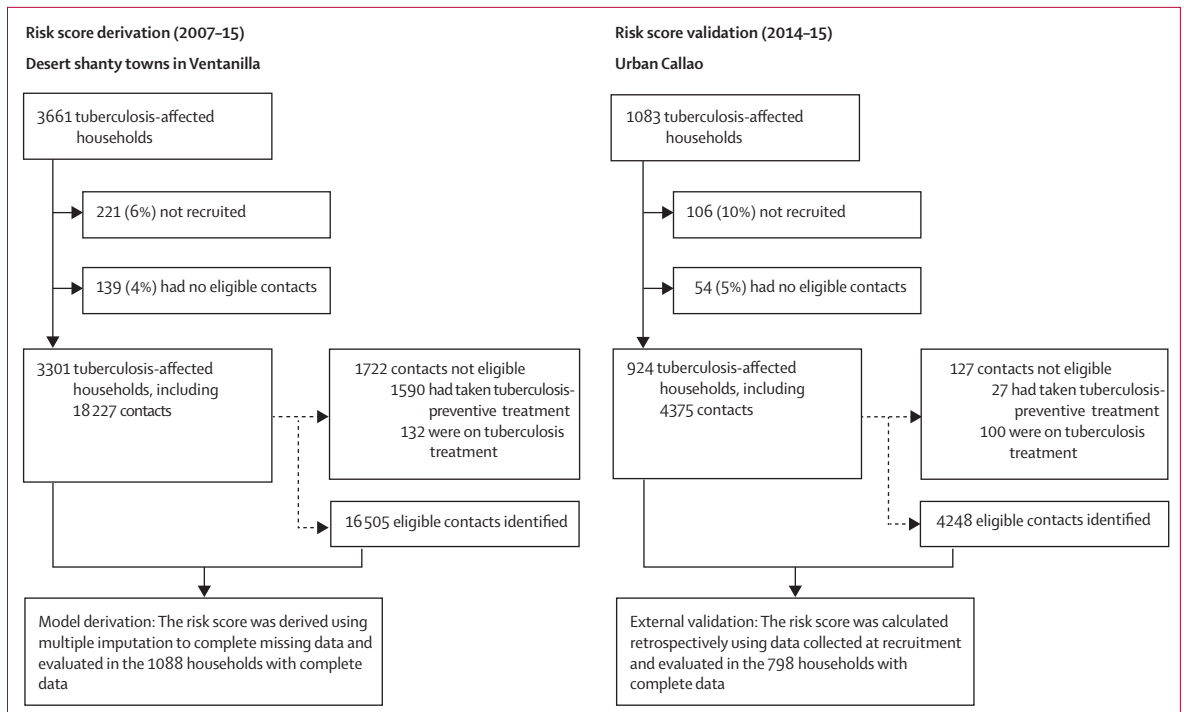 Risk score derivation (2007–15)
Desert shanty towns in Ventanilla
3661 tuberculosis-affected
households
221 (6%) not recruited
139 (4%) had no eligible contacts
3301 tuberculosis-affected
households, including
18 227 contacts
1722 contacts not eligible
1590 had taken tuberculosis-
preventive treatment
132 were on tuberculosis
treatment
16 505 eligible contacts identified
Model derivation: The risk score was derived using
multiple imputation to complete missing data and
evaluated in the 1088 households with complete
data
Risk score validation (2014–15)
Urban Callao
1083 tuberculosis-affected
households
106 (10%) not recruited
54 (5%) had no eligible contacts
924 tuberculosis-affected
households, including
4375 contacts
127 contacts not eligible
27 had taken tuberculosis-
preventive treatment
100 were on tuberculosis
treatment
4248 eligible contacts identified
External validation: The risk score was calculated
retrospectively using data collected at recruitment
and evaluated in the 798 households with
complete data